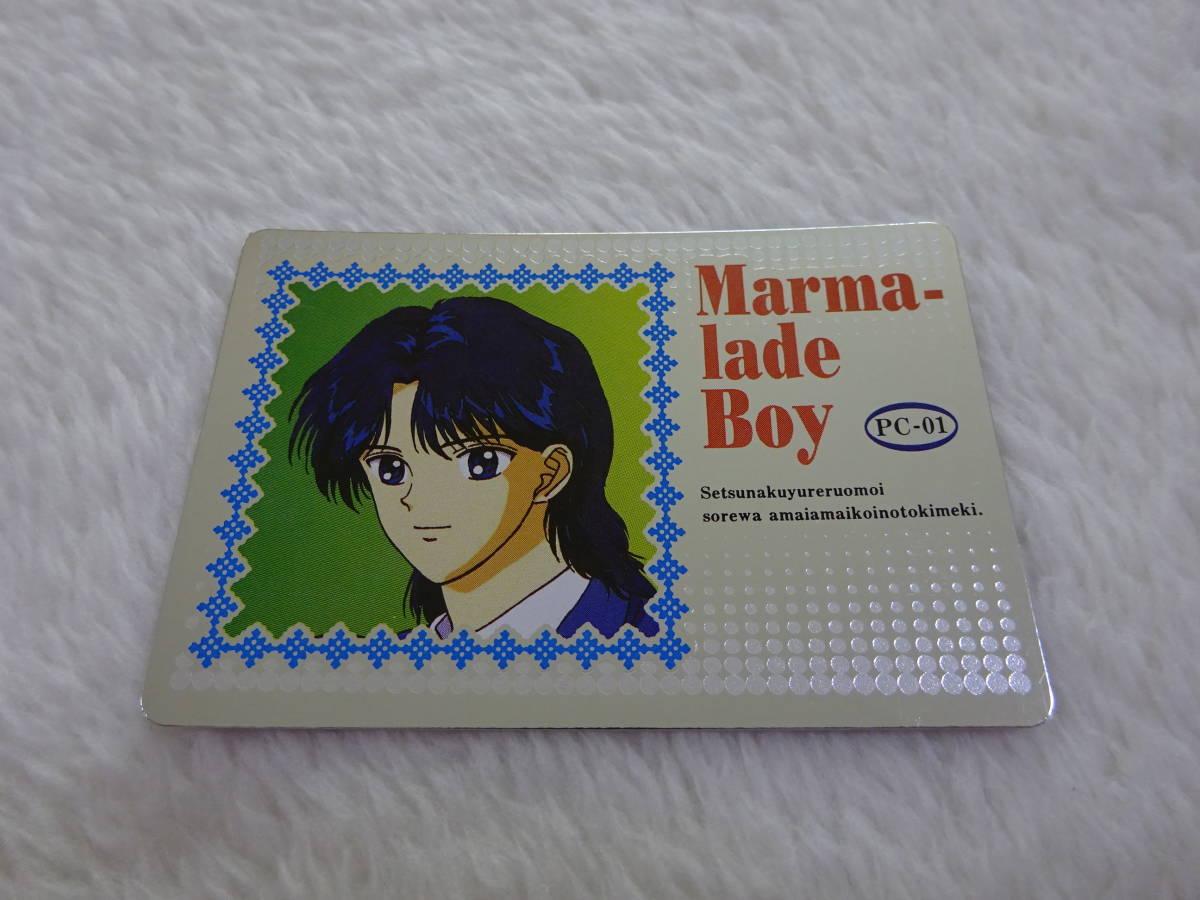 Marma-
lade
Boy
PC-01
Setsunakuyureruomoi
sorewa amaiamaikoinotokimeki.